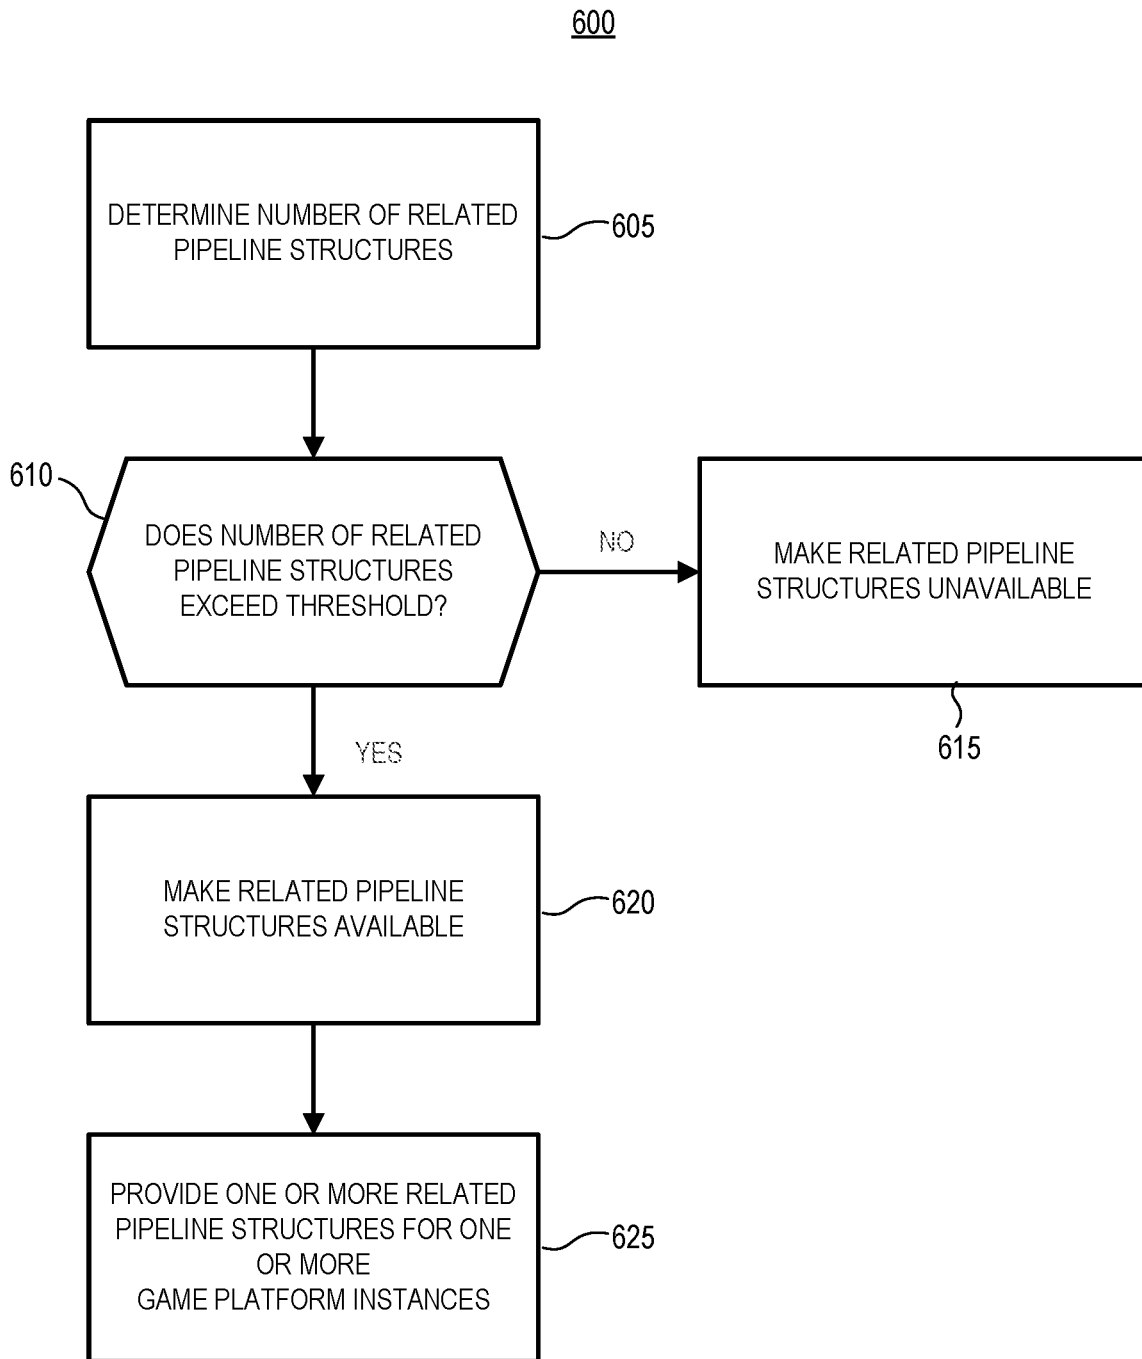 600
DETERMINE NUMBER OF RELATED
PIPELINE STRUCTURES
605
610
DOES NUMBER OF RELATED
PIPELINE STRUCTURES
EXCEED THRESHOLD?
NO
MAKE RELATED PIPELINE
STRUCTURES UNAVAILABLE
615
YES
MAKE RELATED PIPELINE
STRUCTURES AVAILABLE
620
PROVIDE ONE OR MORE RELATED
PIPELINE STRUCTURES FOR ONE
OR MORE
GAME PLATFORM INSTANCES
625